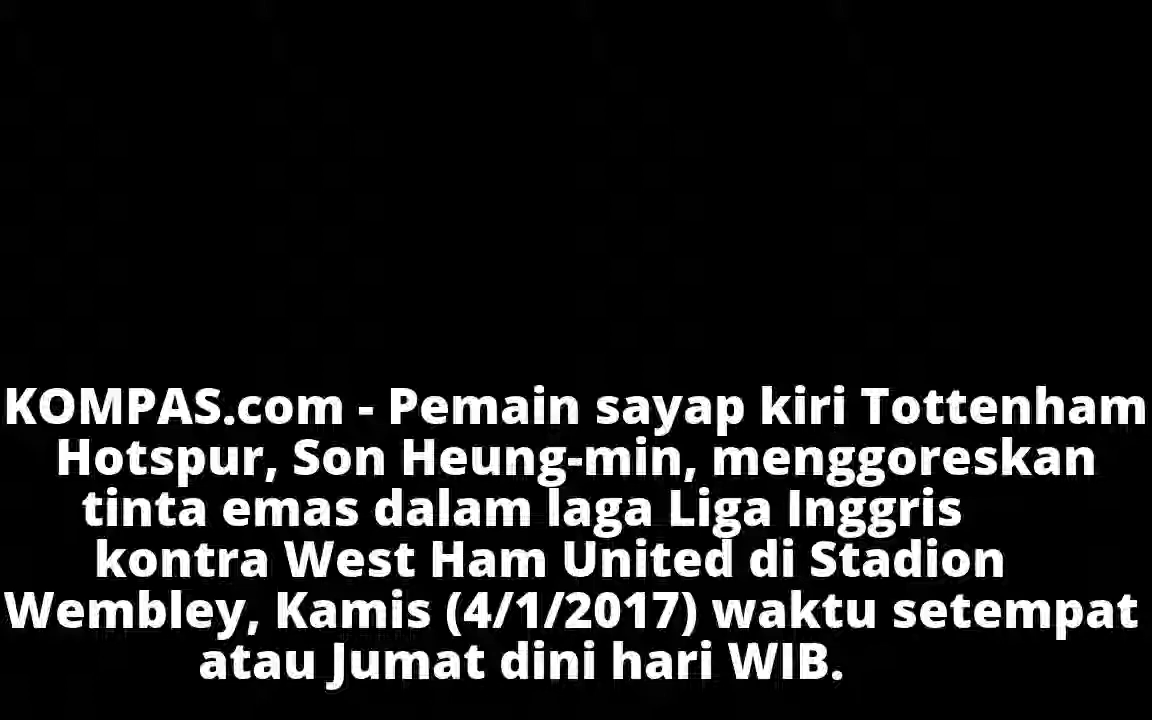 KOMPAS.com - Pemain sayap kiri Tottenham
Hotspur, Son Heung-min, menggoreskan
tinta emas dalam laga Liga Inggris
kontra West Ham United di Stadion
Wembley, Kamis (4/1/2017) waktu setempat
atau Jumat dini hari WIB.